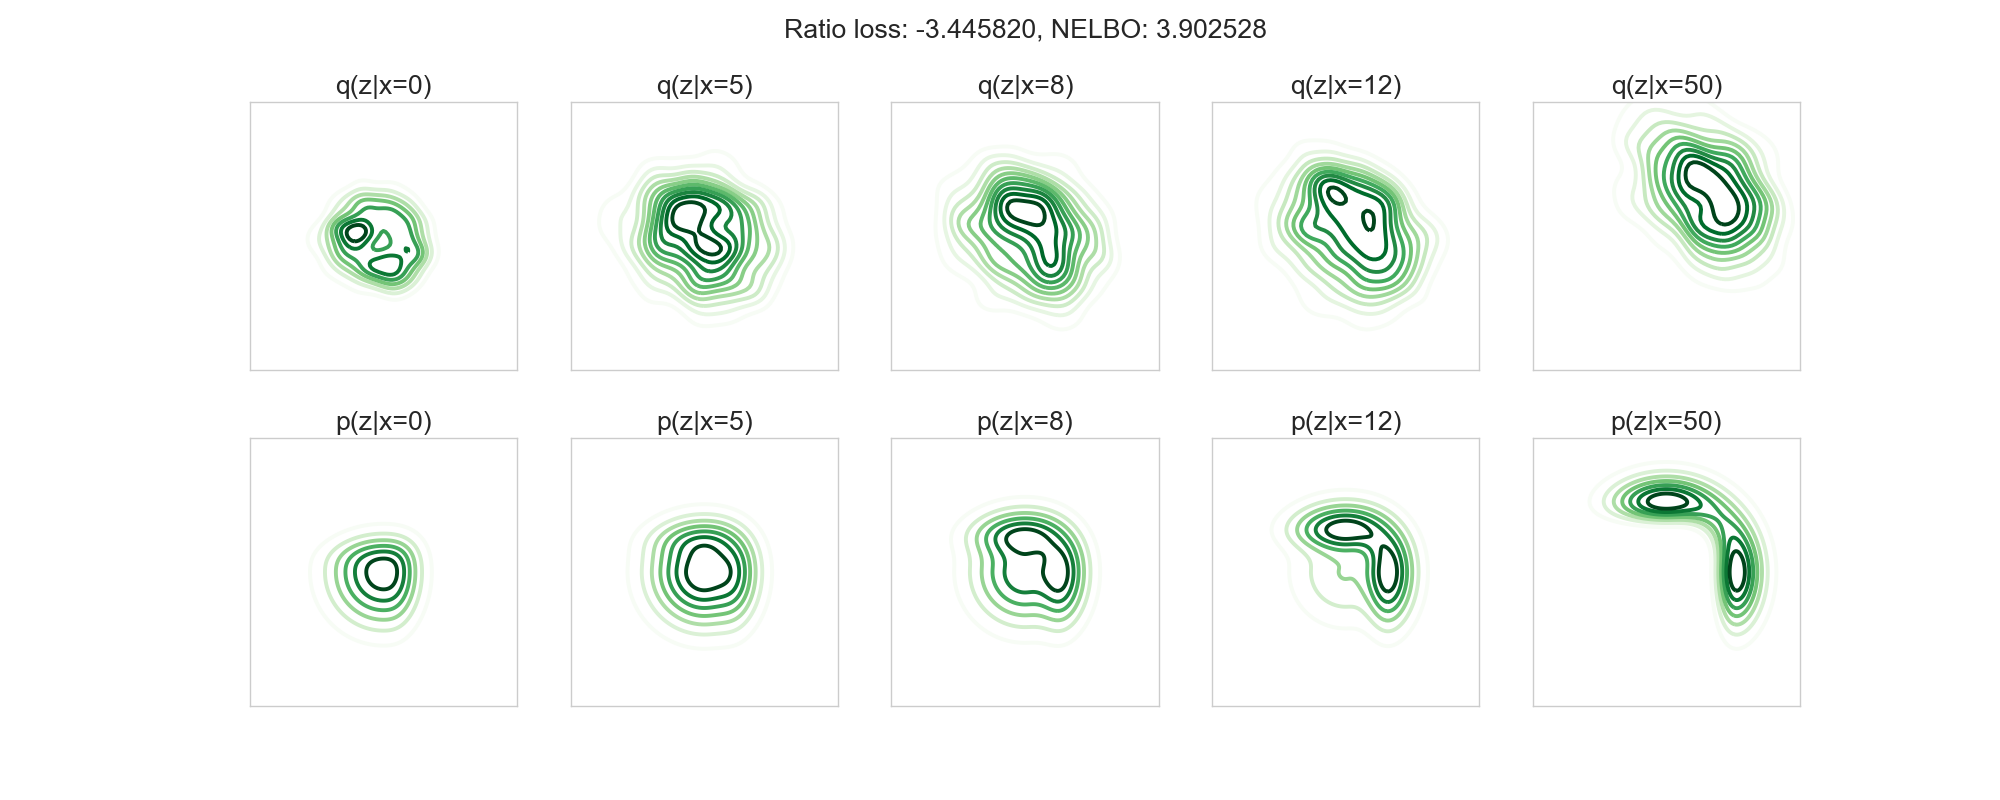 Ratio loss: -3.445820, NELBO: 3.902528
q(z|x=0) q(z|x=5) q(z|x=8) q(z|x=12) q(z|x=50)
p(z|x=0) p(z|x=5) p(z|x=8) p(z|x=12) p(z|x=50)